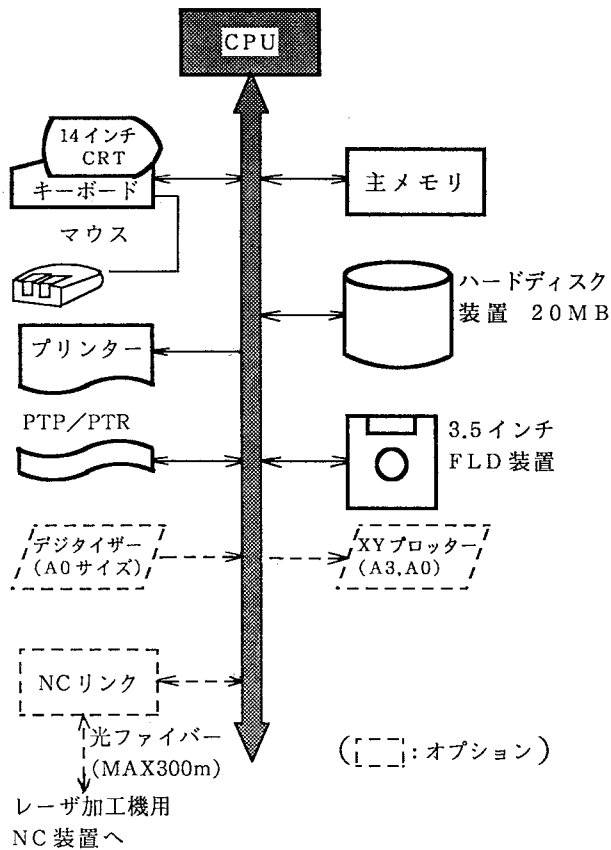 CPU
14インチ
CRT
キーボード
主メモリ
マウス
ハードディスク
装置 20MB
プリンター
PTP/PTR
3.5インチ
FLD装置
デジタイザー
(A0サイズ)
XYプロッター
(A3,A0)
NCリンク
光ファイバー
(MAX300m)
レーザ加工機用
NC装置へ
( :オプション)